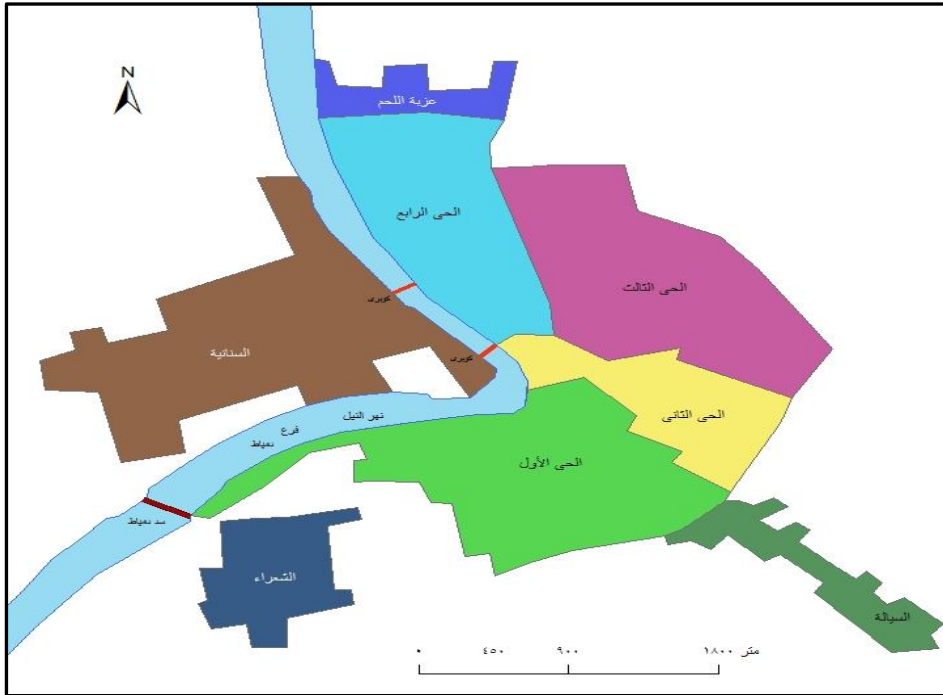 N
عزبة اللحم
الحى الرابع
الحى الثالث
كوبرى
السنانية
كوبرى
الحى الثانى
نهر النيل
فرع
دمياط
الحى الأول
سد دمياط
الشعراء
السيالة
٠ ٤٥٠ ٩٠٠ ١٨٠٠ متر